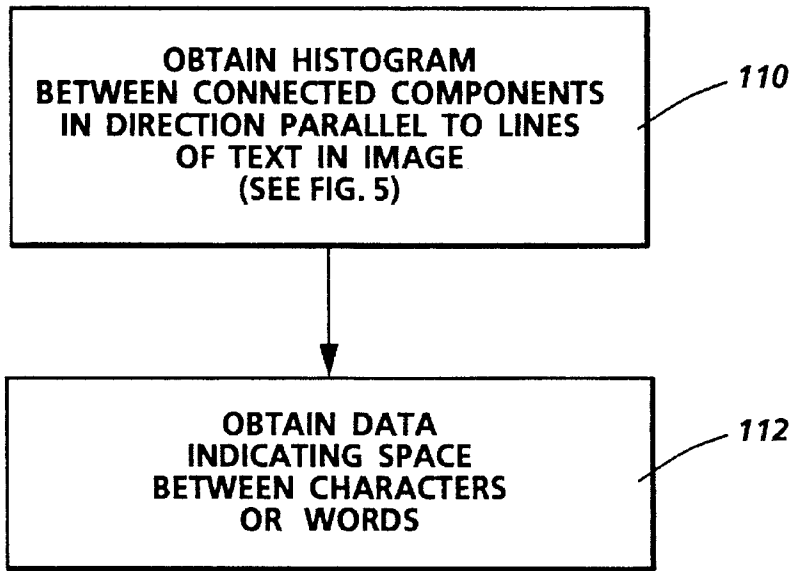 OBTAIN HISTOGRAM
BETWEEN CONNECTED COMPONENTS
IN DIRECTION PARALLEL TO LINES
OF TEXT IN IMAGE
(SEE FIG. 5)
110
OBTAIN DATA
INDICATING SPACE
BETWEEN CHARACTERS
OR WORDS
112